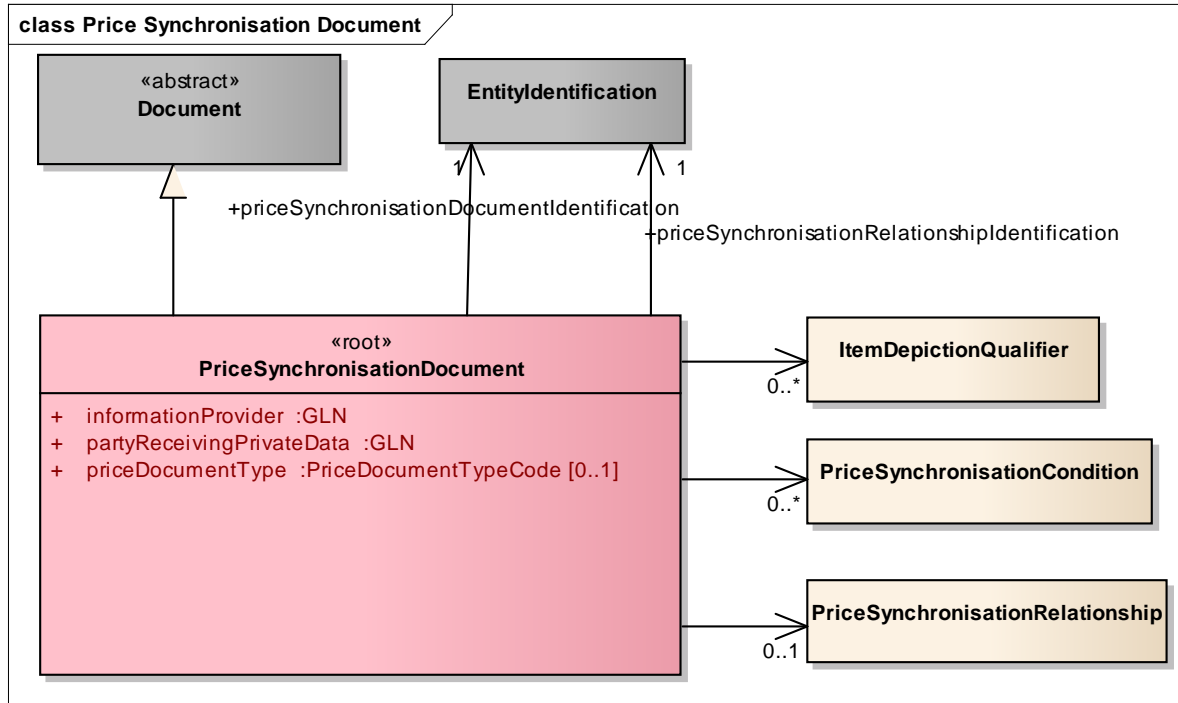 class Price Synchronisation Document
«abstract»
Document
EntityIdentification
1
1
+priceSynchronisationDocumentIdentification
+priceSynchronisationRelationshipIdentification
«root»
PriceSynchronisationDocument
+ informationProvider :GLN
+ partyReceivingPrivateData :GLN
+ priceDocumentType :PriceDocumentTypeCode [0..1]
ItemDepictionQualifier
0..*
PriceSynchronisationCondition
0..*
PriceSynchronisationRelationship
0..1